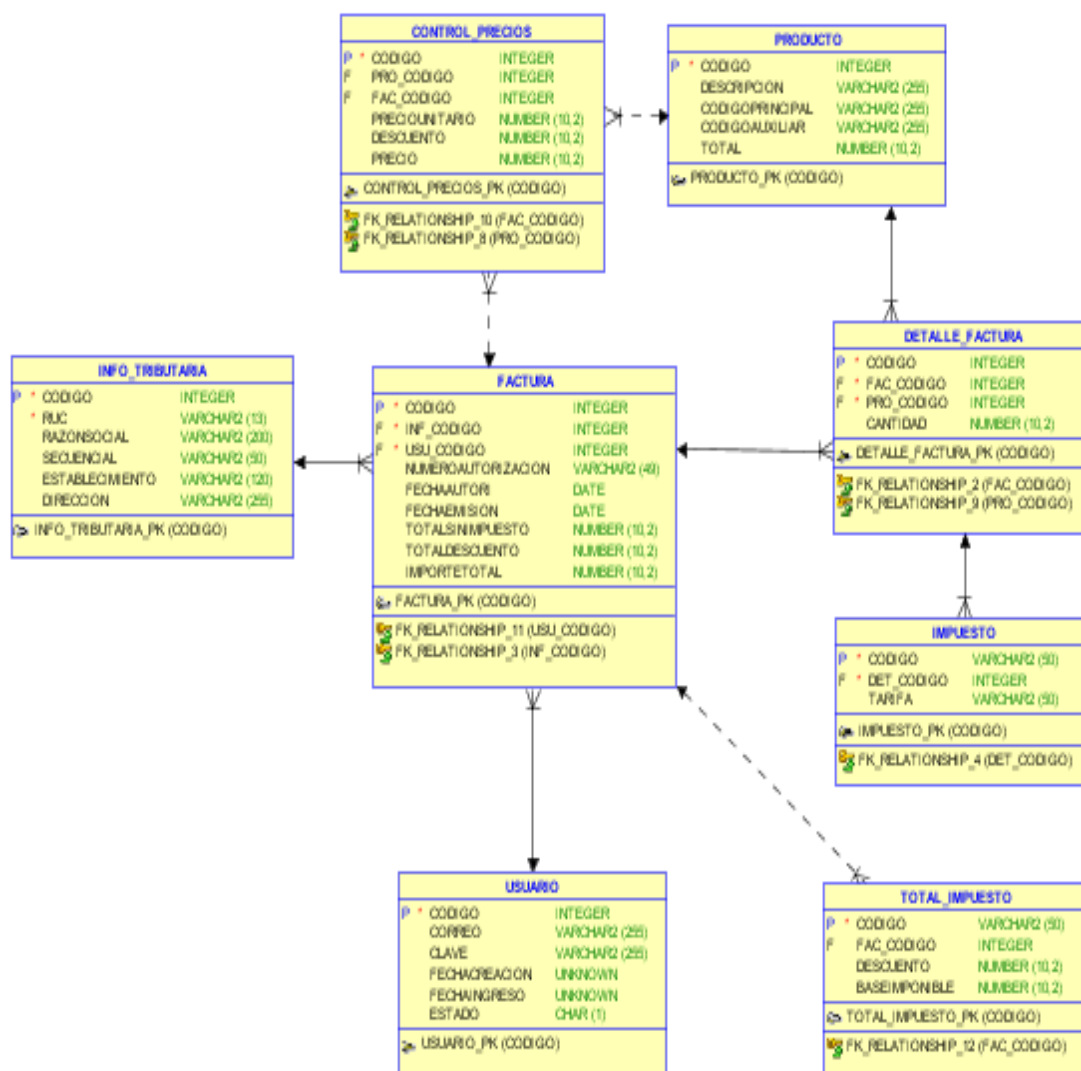 CONTROL_PRECIOS
P * CODIGO INTEGER
F PRO_CODIGO INTEGER
F FAC_CODIGO INTEGER
PRECIOUNITARIO NUMBER (10,2)
DESCUENTO NUMBER (10,2)
PRECIO NUMBER (10,2)
CONTROL_PRECIOS_PK (CODIGO)
FK_RELATIONSHIP_10 (FAC_CODIGO)
FK_RELATIONSHIP_8 (PRO_CODIGO)
PRODUCTO
P * CODIGO INTEGER
DESCRIPCION VARCHAR2 (255)
CODIGOPRINCIPAL VARCHAR2 (255)
CODIGOAUXILIAR VARCHAR2 (255)
TOTAL NUMBER (10,2)
PRODUCTO_PK (CODIGO)
INFO_TRIBUTARIA
P * CODIGO INTEGER
* RUC VARCHAR2 (13)
RAZONSOCIAL VARCHAR2 (200)
SECUENCIAL VARCHAR2 (50)
ESTABLECIMIENTO VARCHAR2 (120)
DIRECCION VARCHAR2 (255)
INFO_TRIBUTARIA_PK (CODIGO)
FACTURA
P * CODIGO INTEGER
F * INF_CODIGO INTEGER
F * USU_CODIGO INTEGER
NUMEROAUTORIZACION VARCHAR2 (49)
FECHAAUTORI DATE
FECHAEMISION DATE
TOTALSINIMPUESTO NUMBER (10,2)
TOTALDESCUENTO NUMBER (10,2)
IMPORTETOTAL NUMBER (10,2)
FACTURA_PK (CODIGO)
FK_RELATIONSHIP_11 (USU_CODIGO)
FK_RELATIONSHIP_3 (INF_CODIGO)
DETALLE_FACTURA
P * CODIGO INTEGER
F * FAC_CODIGO INTEGER
F * PRO_CODIGO INTEGER
CANTIDAD NUMBER (10,2)
DETALLE_FACTURA_PK (CODIGO)
FK_RELATIONSHIP_2 (FAC_CODIGO)
FK_RELATIONSHIP_9 (PRO_CODIGO)
IMPUESTO
P * CODIGO VARCHAR2 (50)
F * DET_CODIGO INTEGER
TARIFA VARCHAR2 (50)
IMPUESTO_PK (CODIGO)
FK_RELATIONSHIP_4 (DET_CODIGO)
USUARIO
P * CODIGO INTEGER
CORREO VARCHAR2 (255)
CLAVE VARCHAR2 (255)
FECHACREACION UNKNOWN
FECHAINGRESO UNKNOWN
ESTADO CHAR (1)
USUARIO_PK (CODIGO)
TOTAL_IMPUESTO
P * CODIGO VARCHAR2 (50)
F FAC_CODIGO INTEGER
DESCUENTO NUMBER (10,2)
BASEIMPONIBLE NUMBER (10,2)
TOTAL_IMPUESTO_PK (CODIGO)
FK_RELATIONSHIP_12 (FAC_CODIGO)